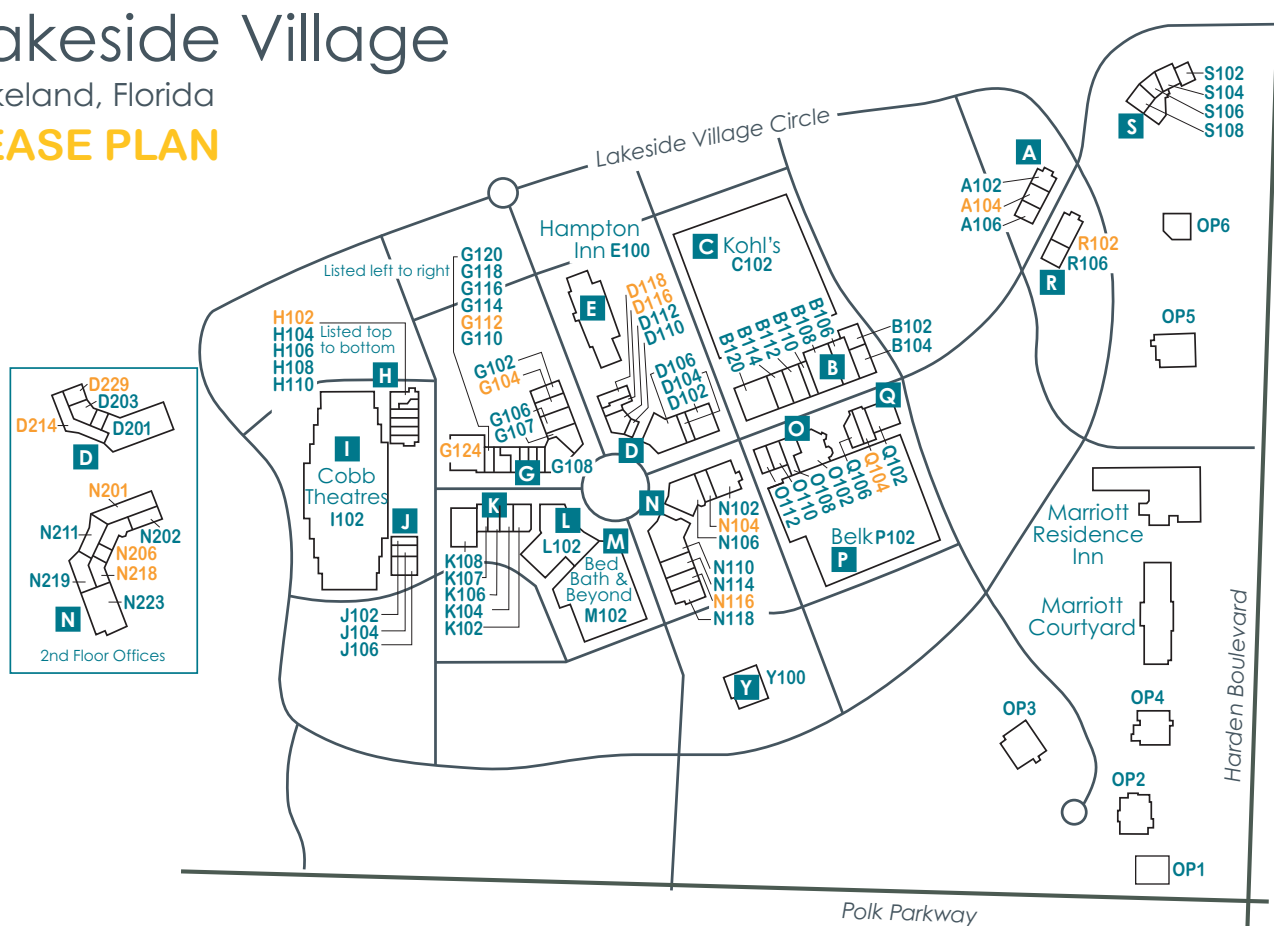 akeside Village
keland, Florida
EASE PLAN
Lakeside Village Circle
S102
S104
S106
S108
S
A
A102
A104
A106
R102
R106
R
OP6
OP5
Hampton
Inn E100
E
C Kohl's
C102
Listed left to right
G120
G118
G116
G114
G112
G110
D118
D116
D112
D110
D106
D104
D102
D
B120
B114
B112
B110
B108
B106
B102
B104
B
H102
H104
H106
H108
H110
Listed top
to bottom
H
G102
G104
G106
G107
G108
G124
G
I
Cobb
Theatres
I102
D229
D203
D201
D214
D
N201
N211
N202
N206
N218
N219
N223
N
2nd Floor Offices
Q
O
O112
O110
O108
O102
Q106
Q104
Q102
Belk P102
P
K
K108
K107
K106
K104
K102
J
J102
J104
J106
L
L102
M
Bed
Bath &
Beyond
M102
N
N102
N104
N106
N110
N114
N116
N118
Y
Y100
Marriott
Residence
Inn
Marriott
Courtyard
OP4
OP3
OP2
OP1
Harden Boulevard
Polk Parkway